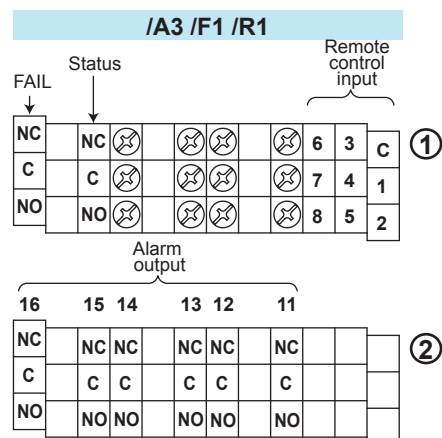 /A3 /F1 /R1
Remote
control
input
Status
FAIL
NC NC 6 3 C ①
C C 7 4 1
NO NO 8 5 2
Alarm
output
16 15 14 13 12 11
NC NC NC NC NC NC ②
C C C C C C
NO NO NO NO NO NO